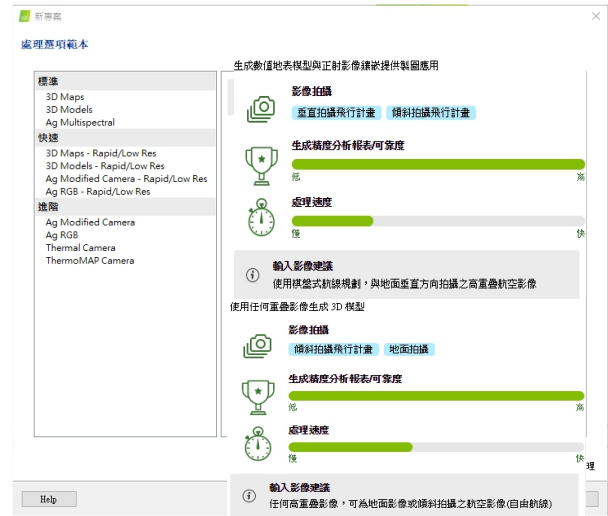 新專案
處理選項範本
標準
3D Maps
3D Models
Ag Multispectral
快速
3D Maps - Rapid/Low Res
3D Models - Rapid/Low Res
Ag Modified Camera - Rapid/Low Res
Ag RGB - Rapid/Low Res
進階
Ag Modified Camera
Ag RGB
Thermal Camera
ThermoMAP Camera
生成數值地表模型與正射影像鑲嵌提供製圖應用
影像拍攝
垂直拍攝飛行計畫 傾斜拍攝飛行計畫
生成精度分析報表/可靠度
低 高
處理速度
慢 快
輸入影像建議
使用棋盤式航線規劃，與地面垂直方向拍攝之高重疊航空影像
使用任何重疊影像生成 3D 模型
影像拍攝
傾斜拍攝飛行計畫 地面拍攝
生成精度分析報表/可靠度
低 高
處理速度
慢 快
理
輸入影像建議
任何高重疊影像，可為地面影像或傾斜拍攝之航空影像(自由航線)
Help